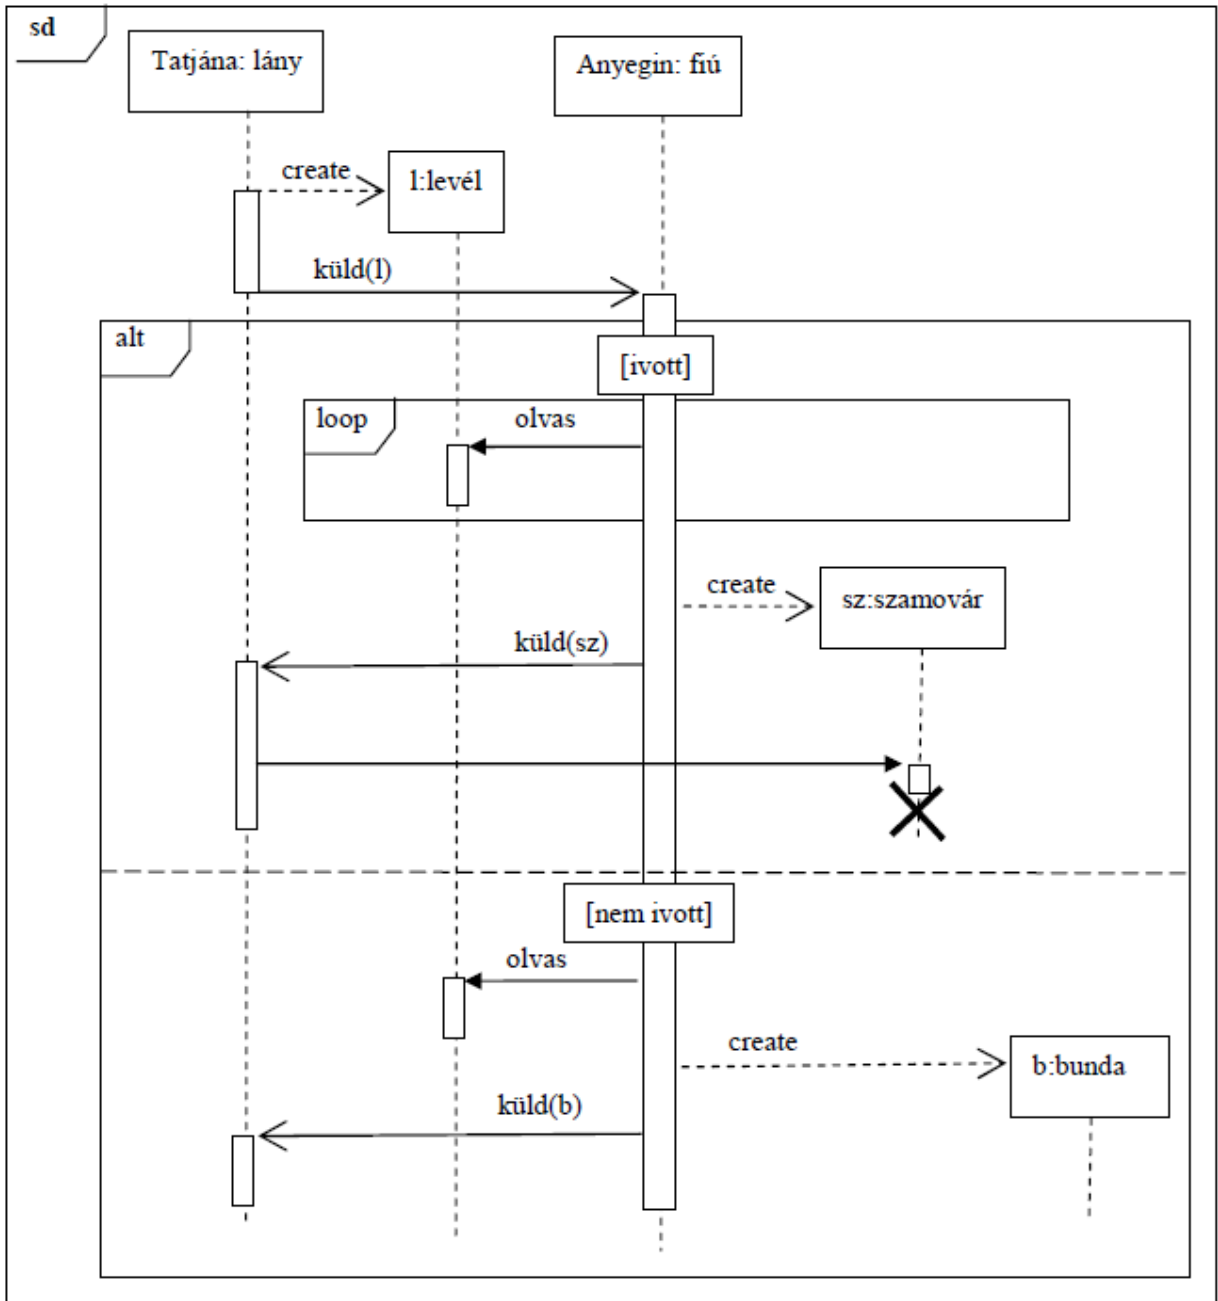 sd
Tatjána: lány
Anyegin: fiú
create
l:levél
küld(l)
alt
[ivott]
loop
olvas
create
sz:szamovár
küld(sz)
[nem ivott]
olvas
create
b:bunda
küld(b)